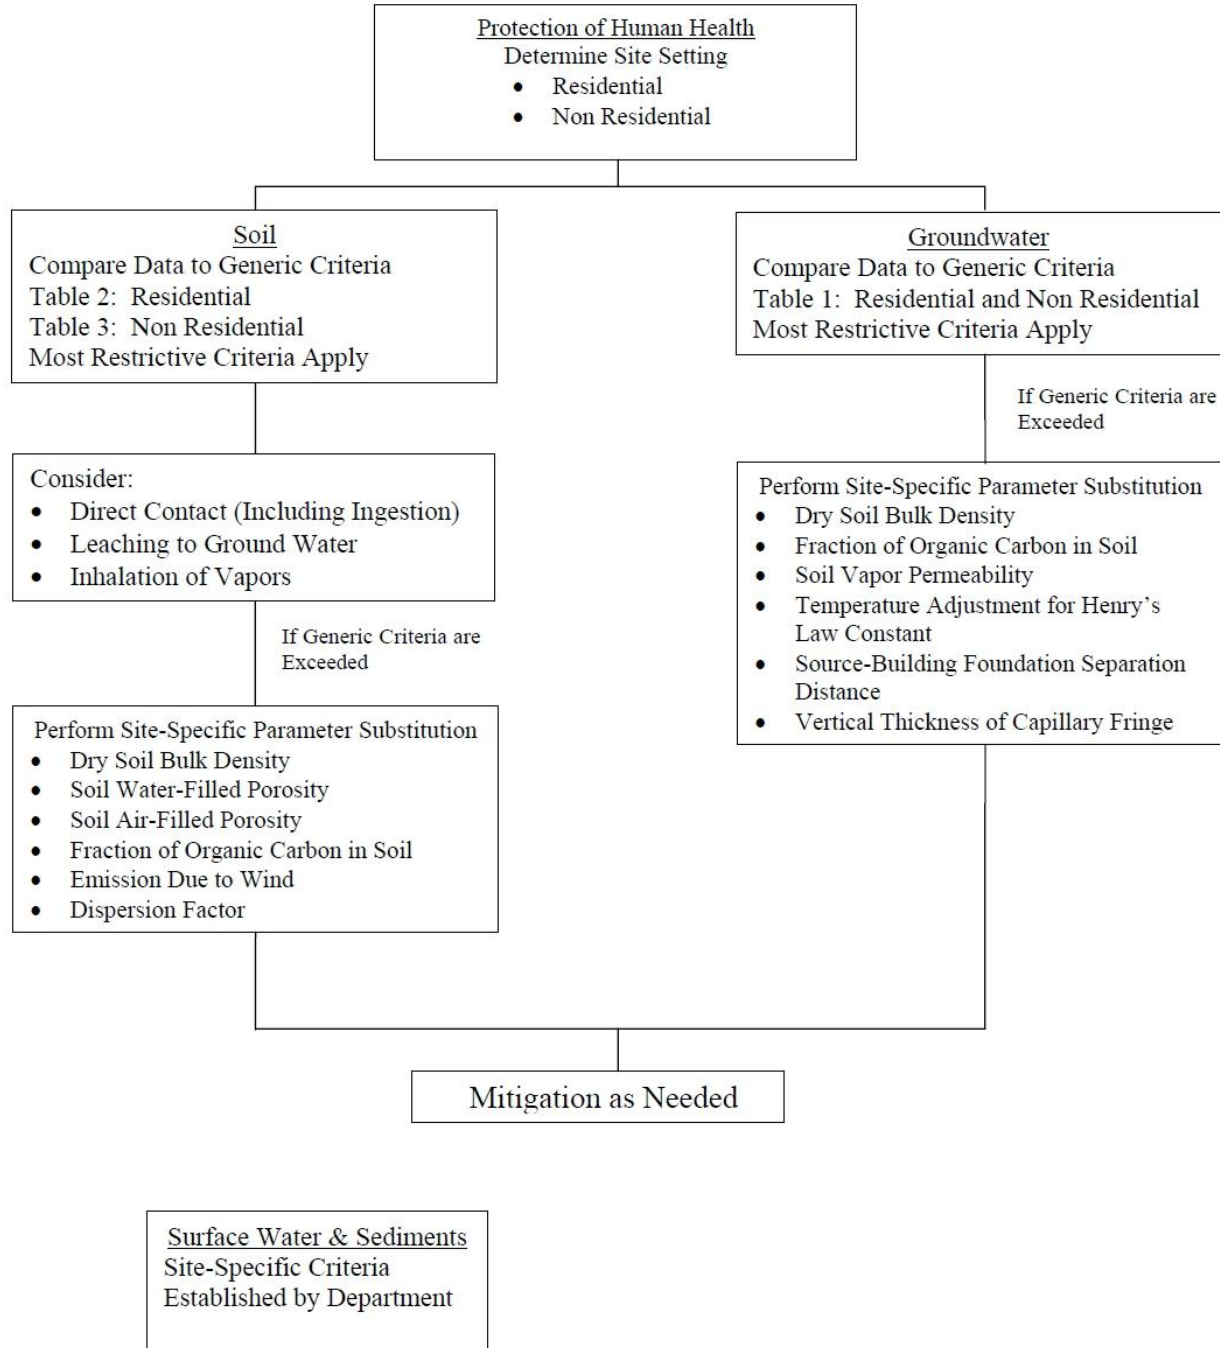 Protection of Human Health
Determine Site Setting
• Residential
• Non Residential
Soil
Compare Data to Generic Criteria
Table 2: Residential
Table 3: Non Residential
Most Restrictive Criteria Apply
Groundwater
Compare Data to Generic Criteria
Table 1: Residential and Non Residential
Most Restrictive Criteria Apply
If Generic Criteria are
Exceeded
Consider:
• Direct Contact (Including Ingestion)
• Leaching to Ground Water
• Inhalation of Vapors
If Generic Criteria are
Exceeded
Perform Site-Specific Parameter Substitution
• Dry Soil Bulk Density
• Fraction of Organic Carbon in Soil
• Soil Vapor Permeability
• Temperature Adjustment for Henry's
Law Constant
• Source-Building Foundation Separation
Distance
• Vertical Thickness of Capillary Fringe
Perform Site-Specific Parameter Substitution
• Dry Soil Bulk Density
• Soil Water-Filled Porosity
• Soil Air-Filled Porosity
• Fraction of Organic Carbon in Soil
• Emission Due to Wind
• Dispersion Factor
Mitigation as Needed
Surface Water & Sediments
Site-Specific Criteria
Established by Department